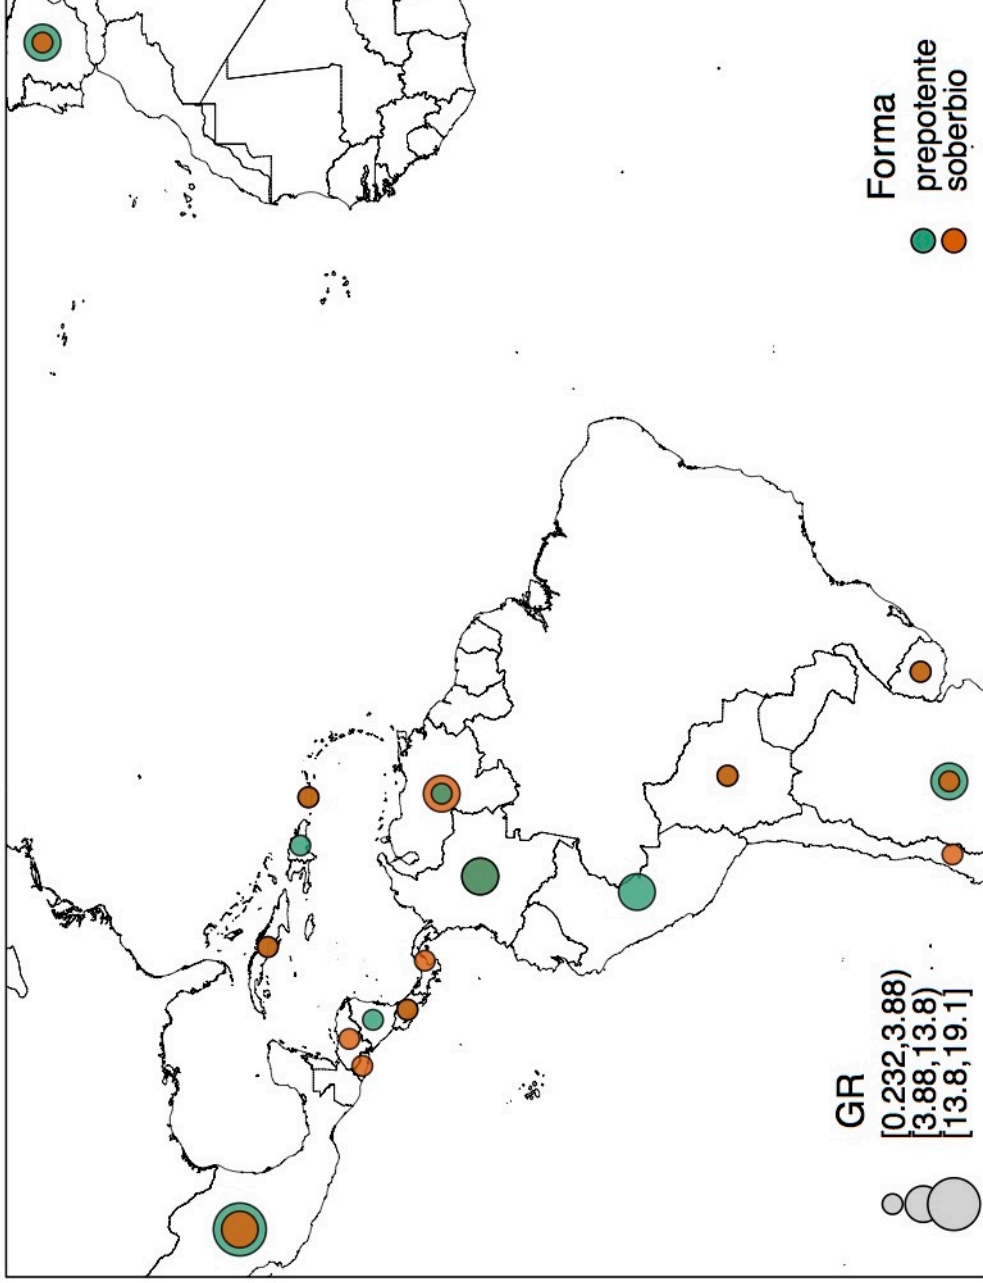 Forma
prepotente
soberbio
GR
[0.232,3.88)
[3.88,13.8)
[13.8,19.1]